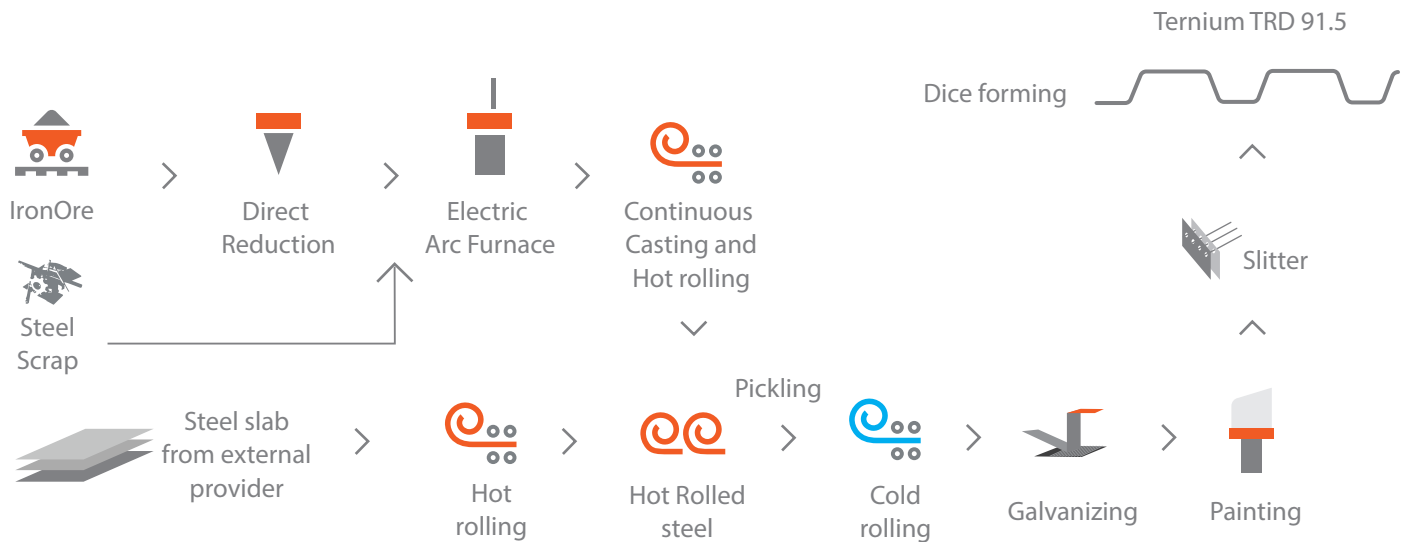 Ternium TRD 91.5
Dice forming
IronOre
Direct
Reduction
Electric
Arc Furnace
Continuous
Casting and
Hot rolling
Slitter
Steel
Scrap
Steel slab
from external
provider
Hot
rolling
Hot Rolled
steel
Pickling
Cold
rolling
Galvanizing
Painting